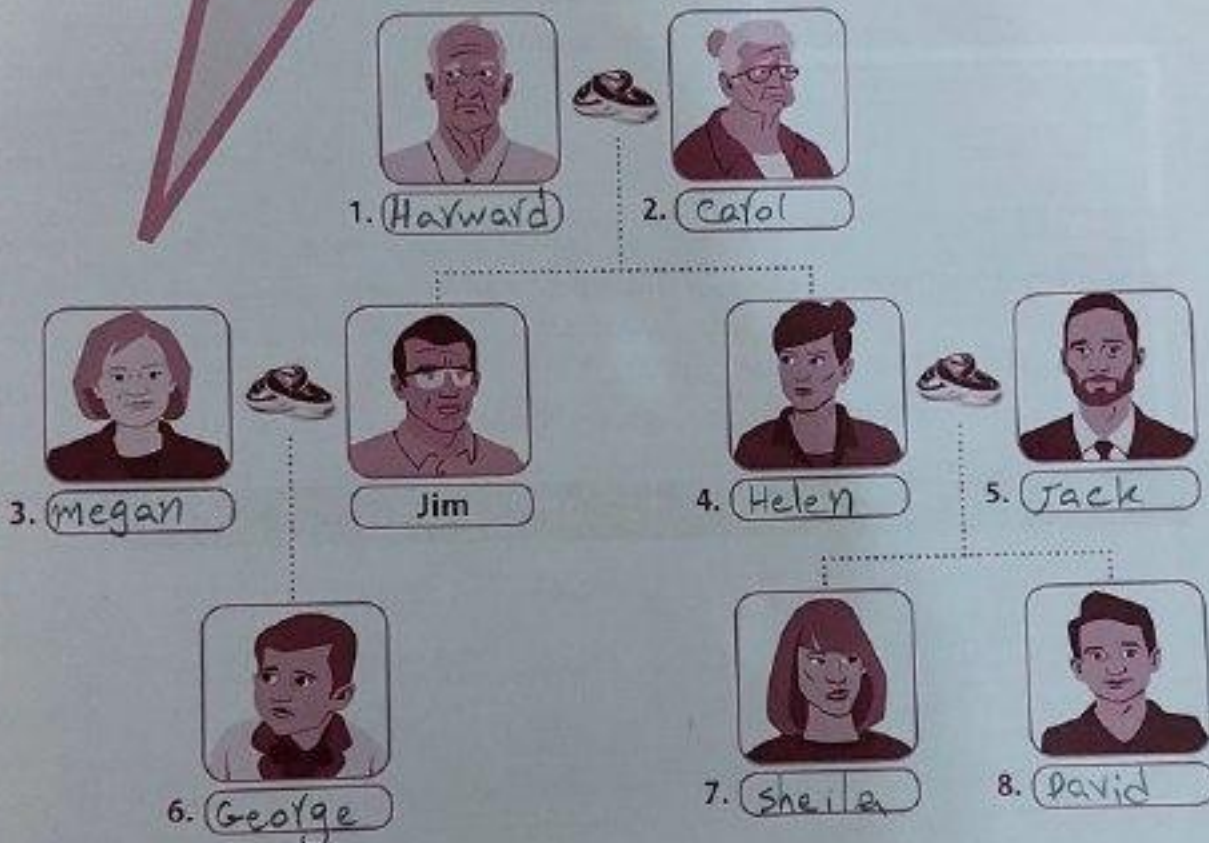 1. Harward 2. Carol
3. megan Jim 4. Helen 5. Jack
6. George 7. sheila 8. David